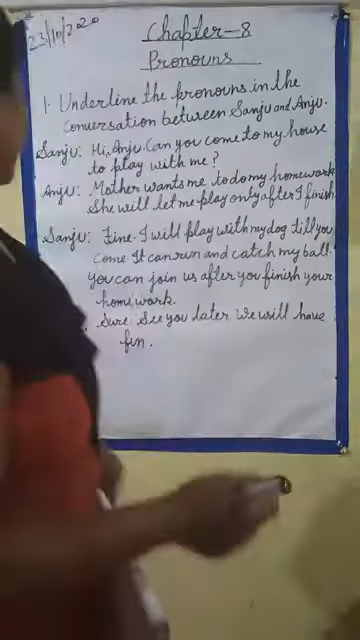 23/10/2020
Chapter-8
Pronouns
1. Underline the pronouns in the
conversation between Sanju and Anju.
Sanju: Hi, Anju. Can you come to my house
to play with me?
Anju: Mother wants me to do my homework
She will let me play only after I finish
Sanju: Fine. I will play with my dog till you
come. It can run and catch my ball.
You can join us after you finish your
homework.
Sure. See you later. We will have
fun.